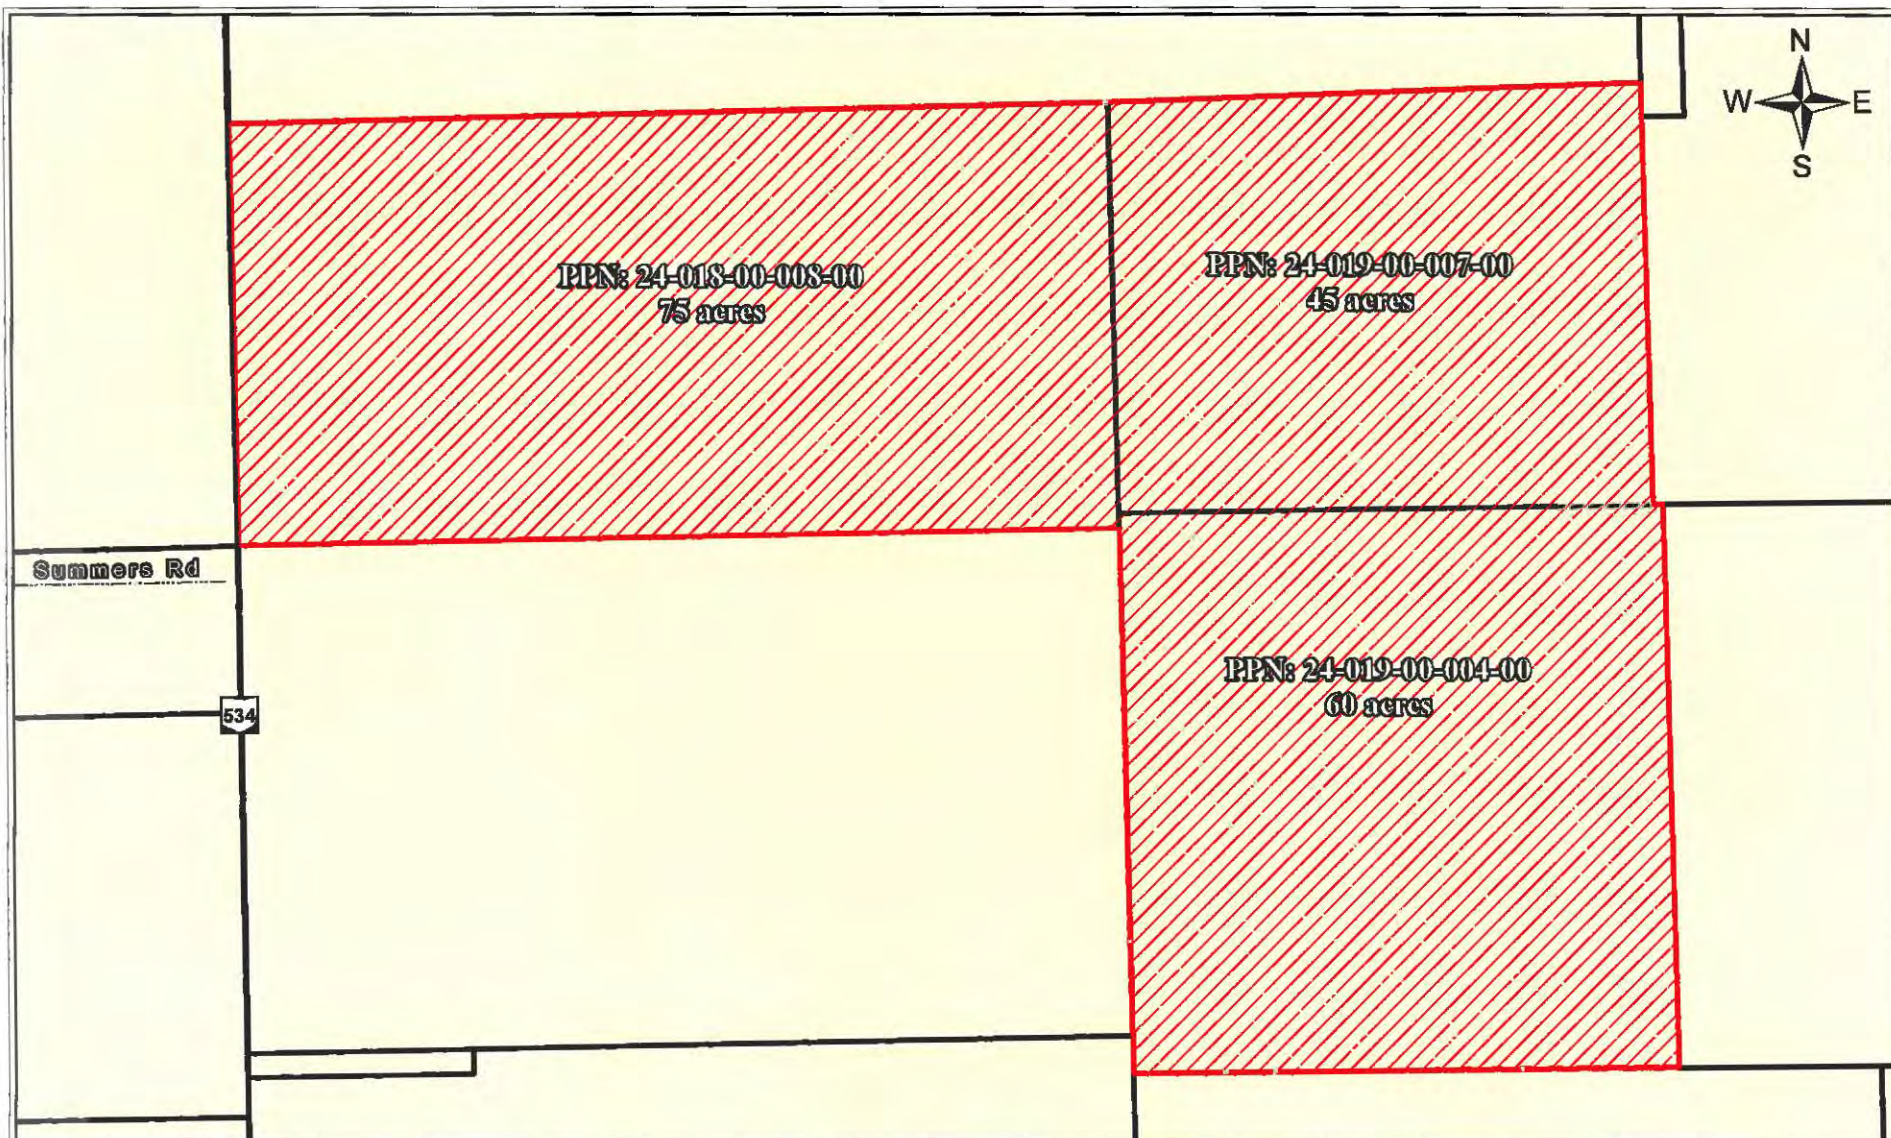 N
W E
S
PPN: 24-018-00-008-00
75 acres
PPN: 24-019-00-007-00
45 acres
Summers Rd
534
PPN: 24-019-00-004-00
60 acres